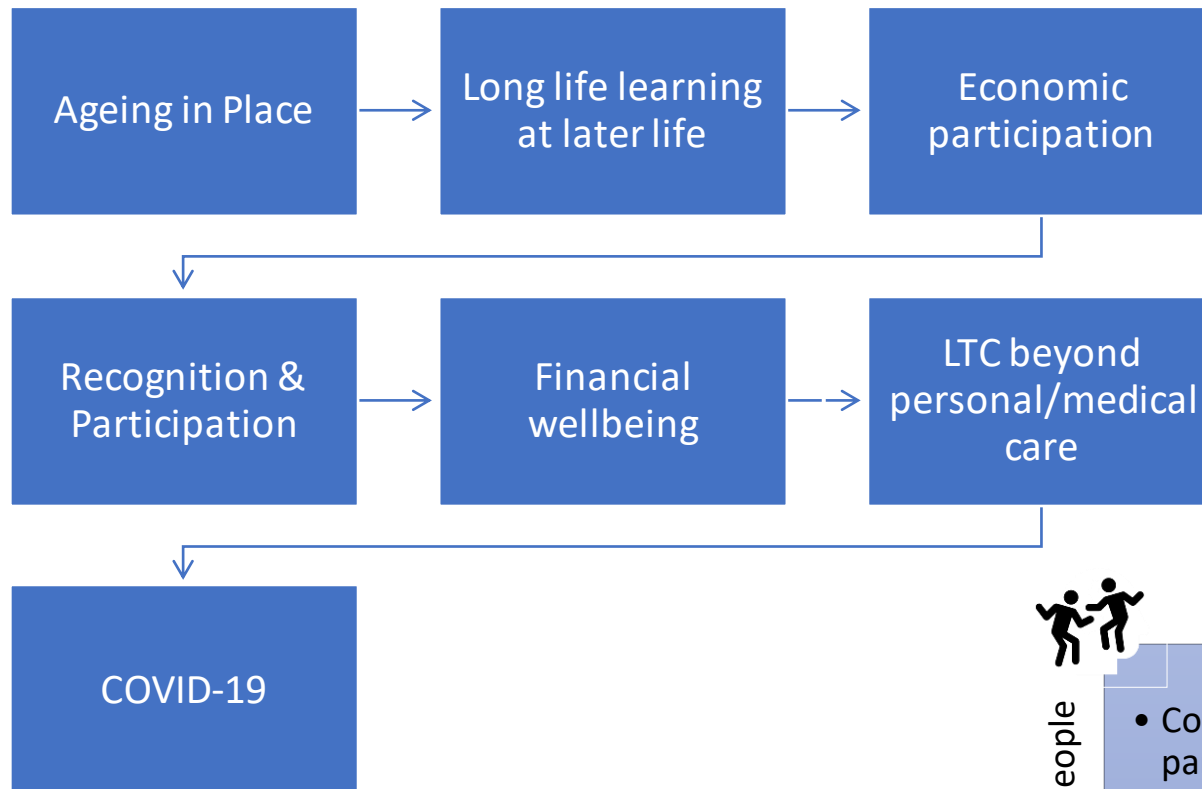 Ageing in Place
Long life learning
at later life
Economic
participation
Recognition &
Participation
Financial
wellbeing
LTC beyond
personal/medical
care
COVID-19